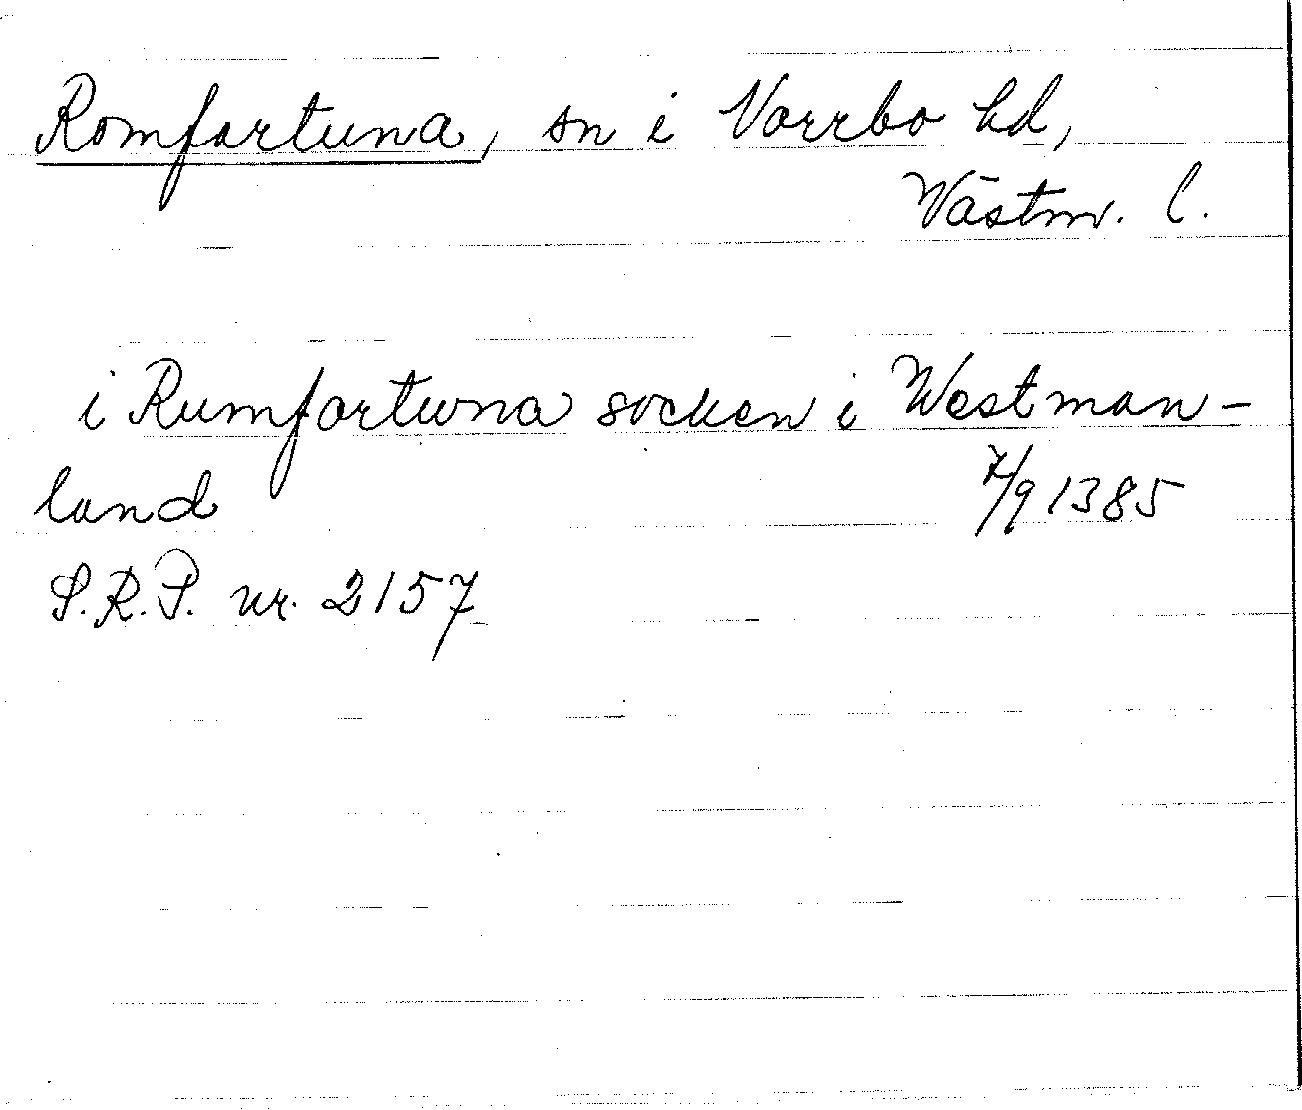 Romfartuna, sn i Norrbo hd,
Västm. l.
i Rumfartuna socken i Westman-
land 7/9 1385
S.R.P. nr. 2157